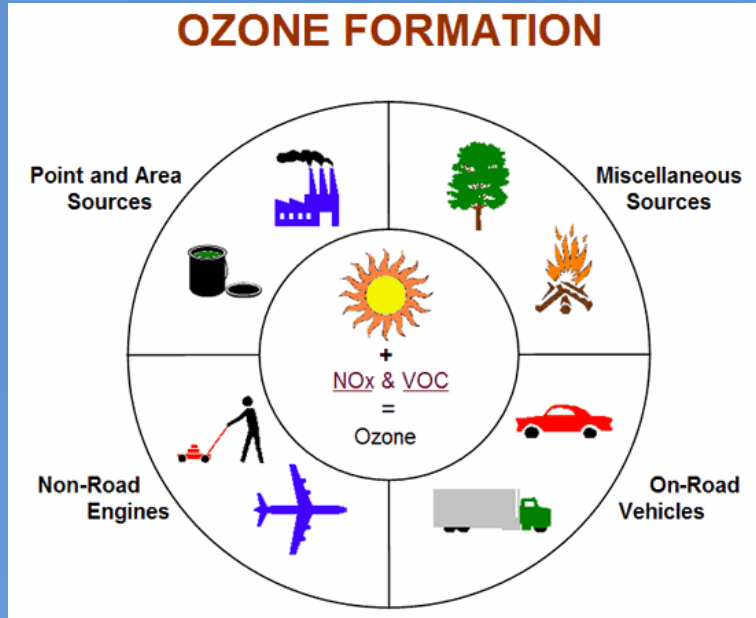 OZONE FORMATION
Point and Area
Sources
Miscellaneous
Sources
+
NOx & VOC
=
Ozone
Non-Road
Engines
On-Road
Vehicles